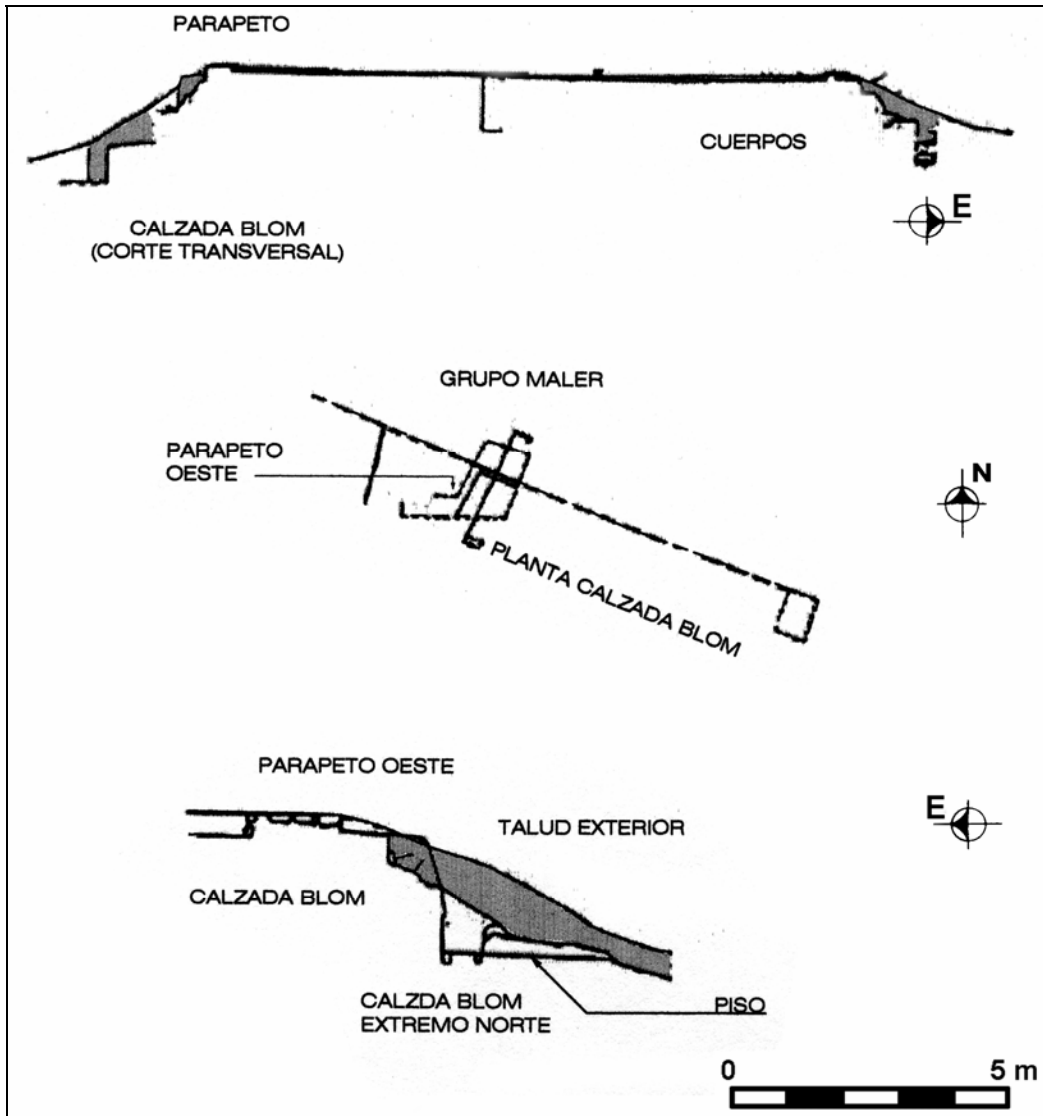 PARAPETO
CUERPOS
E
CALZADA BLOM
(CORTE TRANSVERSAL)
GRUPO MALER
PARAPETO
OESTE
N
PLANTA CALZADA BLOM
PARAPETO OESTE
E
TALUD EXTERIOR
CALZADA BLOM
CALZDA BLOM
EXTREMO NORTE
PISO
0 5 m